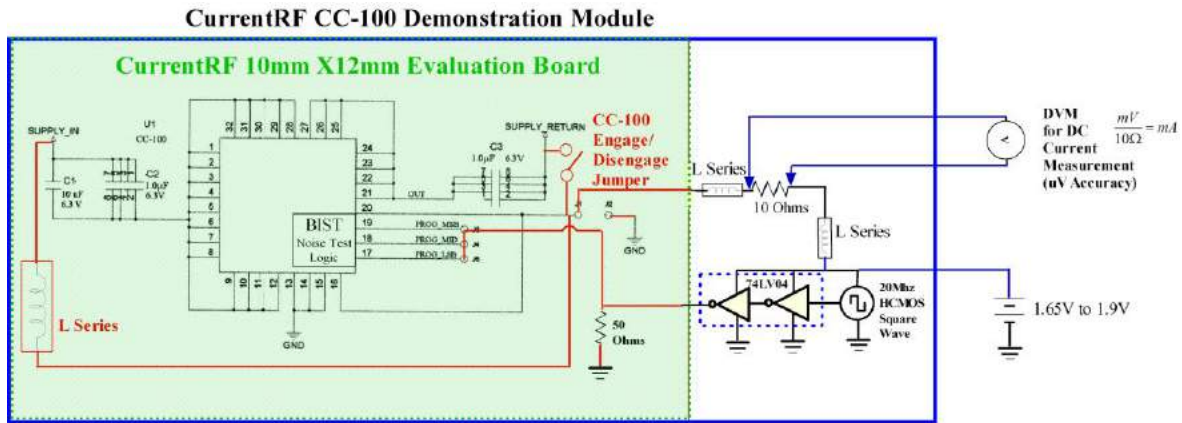 CurrentRF CC-100 Demonstration Module
CurrentRF 10mm X12mm Evaluation Board
SUPPLY_IN
U1
CC-100
C2
1.0µF
6.3V
6.3 V
32 31 30 29 28 27 26 25
1
2
3
4
5
6
7
8
24
23
22
21
20
19
18
17
9 10 11 12 13 14 15 16
BIST
Noise Test
Logic
OUT
PROG_MSB
PROG_MID
PROG_LSB
GND
SUPPLY_RETURN
C3
1.0µF
6.3V
CC-100
Engage/
Disengage
Jumper
J2
GND
L Series
50
Ohms
L Series
10 Ohms
L Series
74LV04
20Mhz
HCMOS
Square
Wave
1.65V to 1.9V
V
DVM
for DC
Current
Measurement
(uV Accuracy)
mV
10Ω = mA